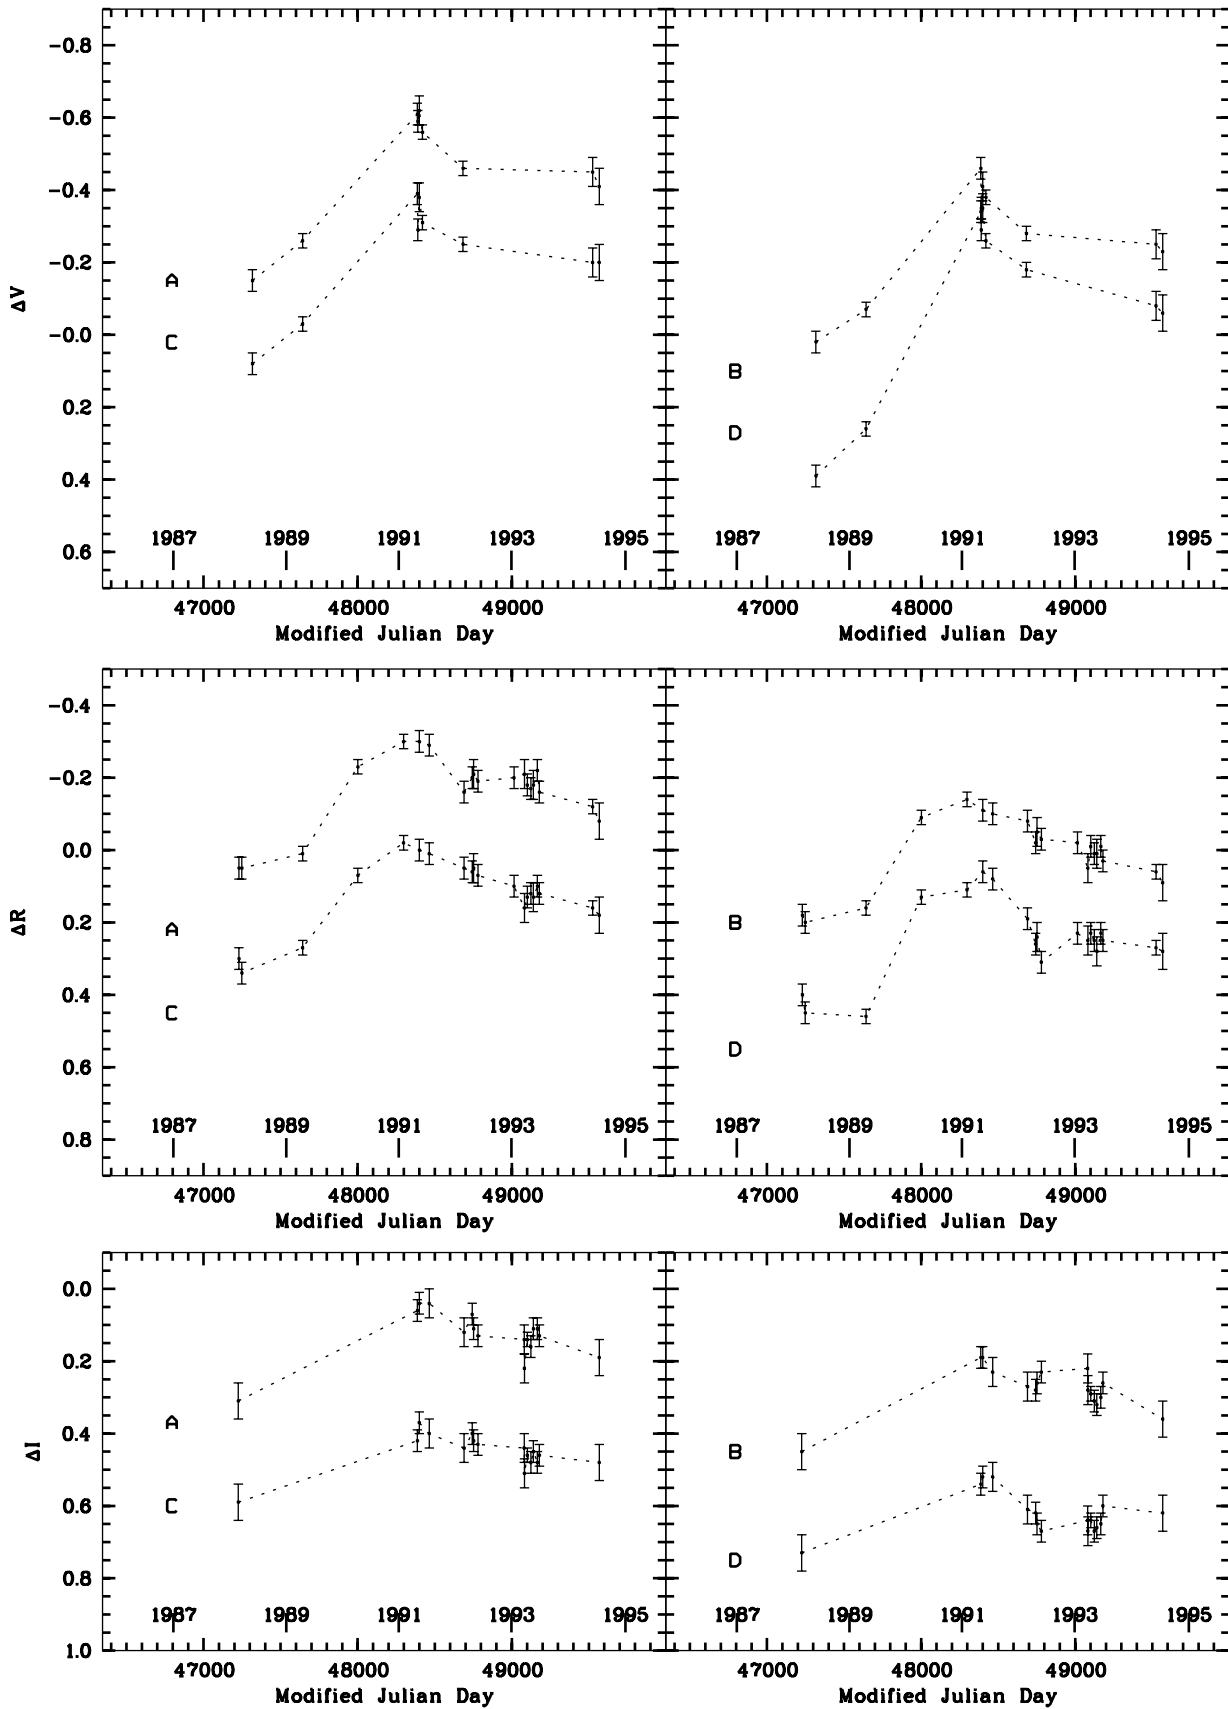 −0.8
−0.6
−0.4
−0.2
−0.0
0.2
0.4
0.6
ΔV
A
C
B
D
1987 1989 1991 1993 1995
1987 1989 1991 1993 1995
47000 48000 49000
47000 48000 49000
Modified Julian Day
Modified Julian Day
−0.4
−0.2
0.0
0.2
0.4
0.6
0.8
ΔR
A
C
B
D
1987 1989 1991 1993 1995
1987 1989 1991 1993 1995
47000 48000 49000
47000 48000 49000
Modified Julian Day
Modified Julian Day
0.0
0.2
0.4
0.6
0.8
1.0
ΔI
A
C
B
D
1987 1989 1991 1993 1995
1987 1989 1991 1993 1995
47000 48000 49000
47000 48000 49000
Modified Julian Day
Modified Julian Day